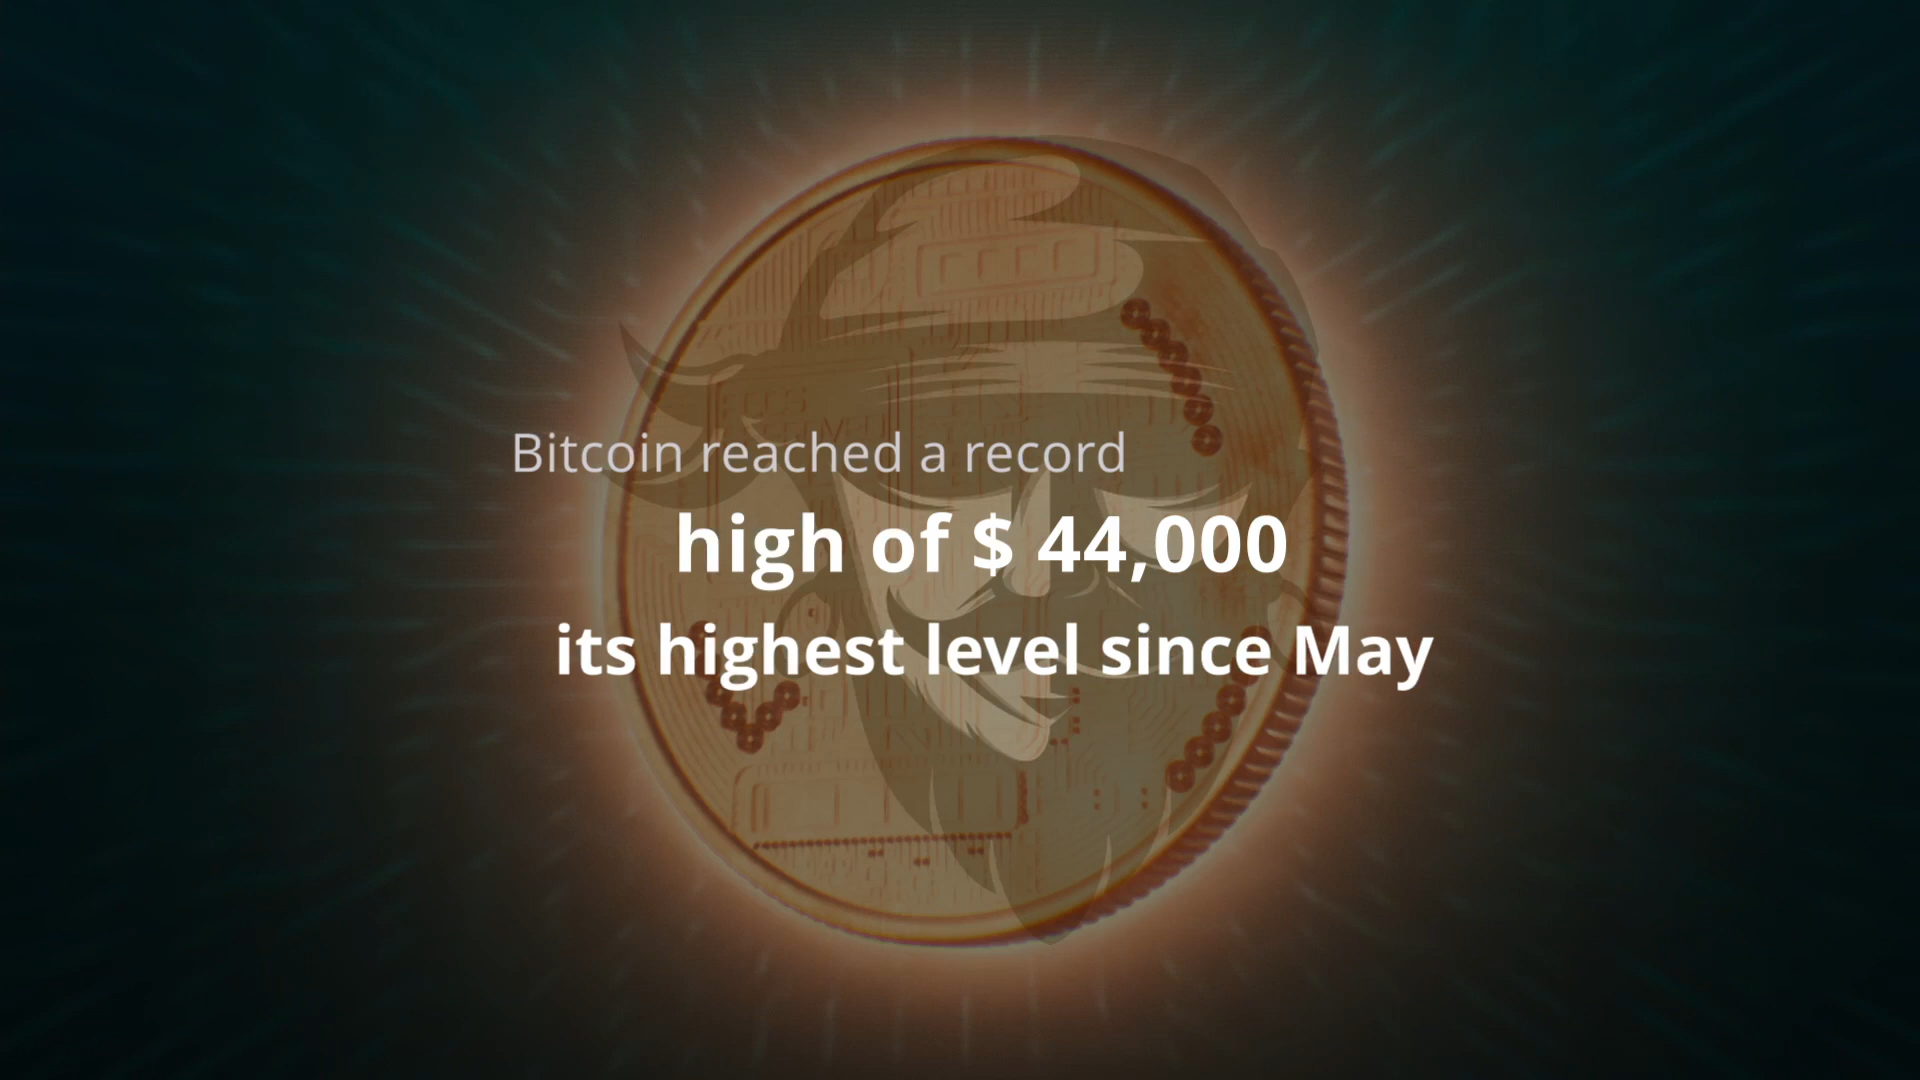 Bitcoin reached a record
high of $ 44,000
its highest level since May